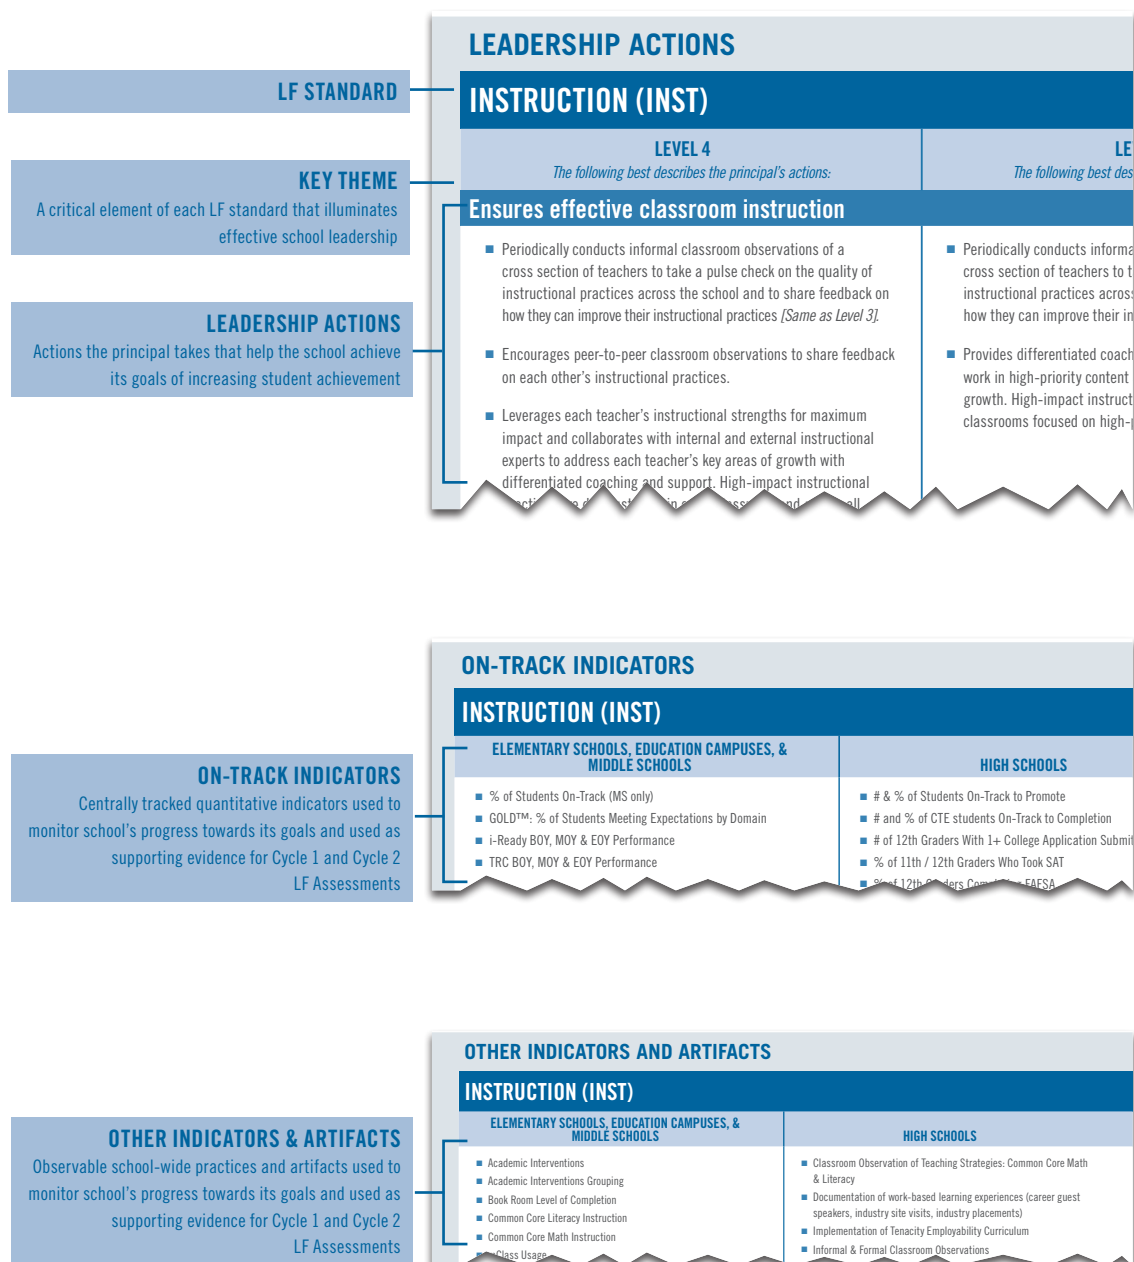 LEADERSHIP ACTIONS
LF STANDARD
INSTRUCTION (INST)
LEVEL 4
The following best describes the principal's actions:
The following best
KEY THEME
A critical element of each LF standard that illuminates
effective school leadership
Ensures effective classroom instruction
LEADERSHIP ACTIONS
Actions the principal takes that help the school achieve
its goals of increasing student achievement
■ Periodically conducts informal classroom observations of a
cross section of teachers to take a pulse check on the quality of
instructional practices across the school and to share feedback on
how they can improve their instructional practices [Same as Level 3].
■ Encourages peer-to-peer classroom observations to share feedback
on each other's instructional practices.
■ Leverages each teacher's instructional strengths for maximum
impact and collaborates with internal and external instructional
experts to address each teacher's key areas of growth with
differentiated coaching and support. High-impact instructional
■ Periodically conducts
cross section of teachers to
instructional practices
how they can improve their
■ Provides differentiated
work in high-priority content
growth. High-impact
classrooms focused on
ON-TRACK INDICATORS
INSTRUCTION (INST)
ELEMENTARY SCHOOLS, EDUCATION CAMPUSES, &
MIDDLE SCHOOLS
HIGH SCHOOLS
ON-TRACK INDICATORS
Centrally tracked quantitative indicators used to
monitor school's progress towards its goals and used as
supporting evidence for Cycle 1 and Cycle 2
LF Assessments
■ % of Students On-Track (MS only)
■ GOLD™: % of Students Meeting Expectations by Domain
■ i-Ready BOY, MOY & EOY Performance
■ TRC BOY, MOY & EOY Performance
■ # & % of Students On-Track to Promote
■ # and % of CTE students On-Track to Completion
■ # of 12th Graders With 1+ College Application
■ % of 11th / 12th Graders Who Took SAT
■ % of 12th FAFSA
OTHER INDICATORS AND ARTIFACTS
INSTRUCTION (INST)
ELEMENTARY SCHOOLS, EDUCATION CAMPUSES, &
MIDDLE SCHOOLS
HIGH SCHOOLS
OTHER INDICATORS & ARTIFACTS
Observable school-wide practices and artifacts used to
monitor school's progress towards its goals and used as
supporting evidence for Cycle 1 and Cycle 2
LF Assessments
■ Academic Interventions
■ Academic Interventions Grouping
■ Book Room Level of Completion
■ Common Core Literacy Instruction
■ Common Core Math Instruction
Usage
■ Classroom Observation of Teaching Strategies: Common Core Math
& Literacy
■ Documentation of work-based learning experiences (career guest
speakers, industry site visits, industry placements)
■ Implementation of Tenacity Employability Curriculum
■ Informal & Formal Classroom Observations